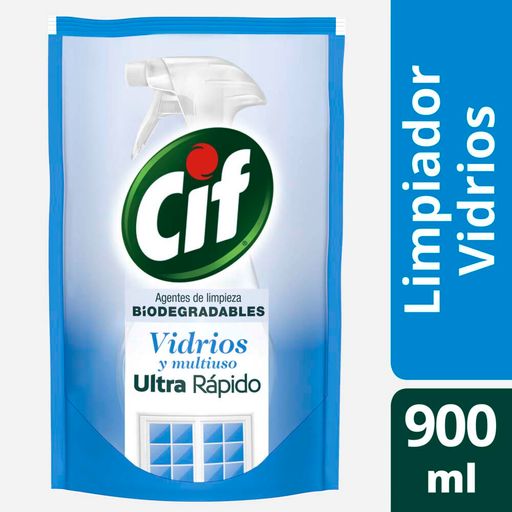 Cif
Agentes de limpieza
BiODEGRADABLES
Vidrios
y multiuso
Ultra Rápido
Limpiador
Vidrios
900
ml